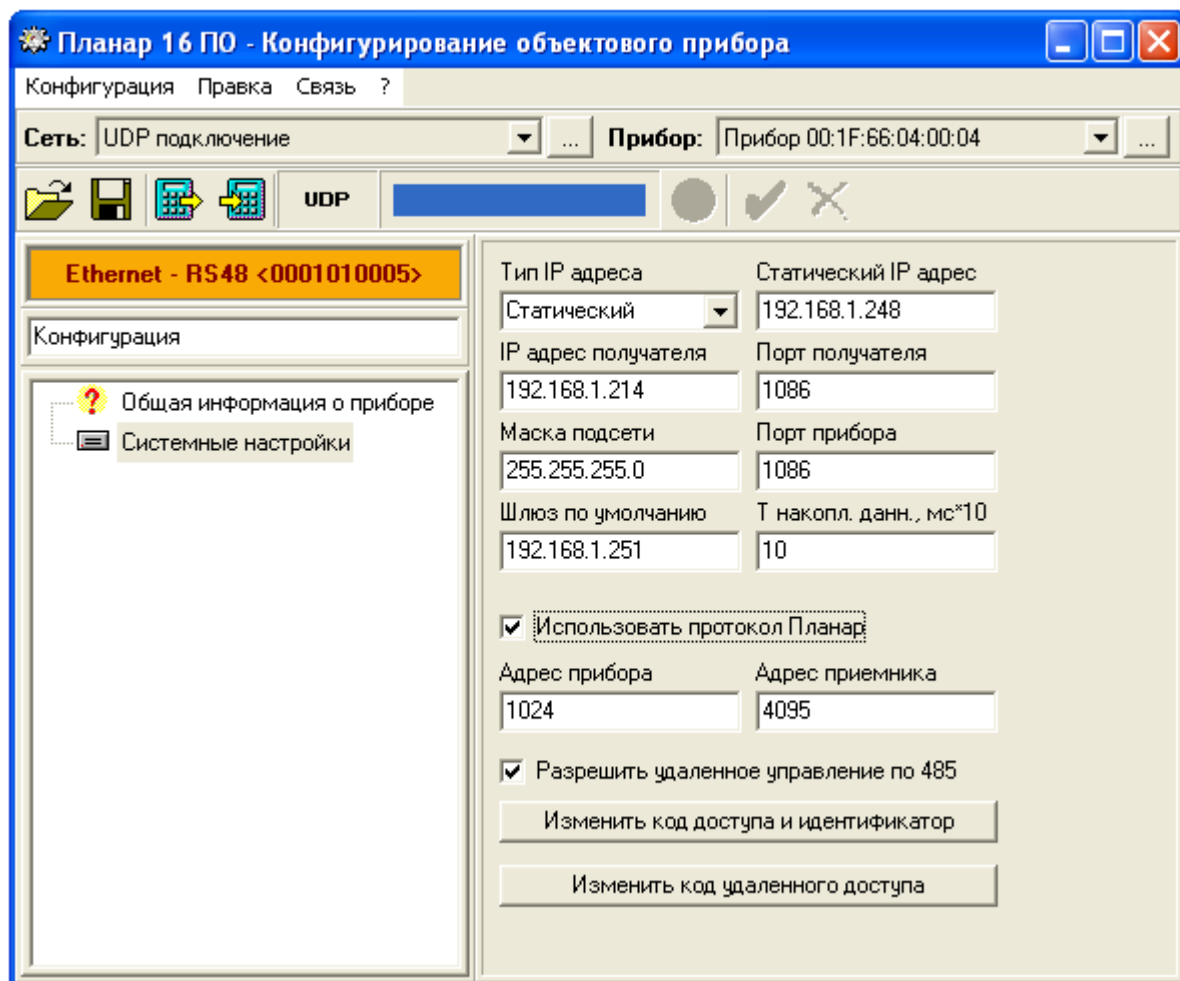 Планар 16 ПО - Конфигурирование объектового прибора
Конфигурация Правка Связь ?
Сеть: UDP подключение ... Прибор: Прибор 00:1F:66:04:00:04 ...
UDP
Ethernet - RS48 <0001010005>
Конфигурация
Общая информация о приборе
Системные настройки
Тип IP адреса Статический IP адрес
Статический 192.168.1.248
IP адрес получателя Порт получателя
192.168.1.214 1086
Маска подсети Порт прибора
255.255.255.0 1086
Шлюз по умолчанию Т накопл. данн., мс*10
192.168.1.251 10
Использовать протокол Планар
Адрес прибора Адрес приемника
1024 4095
Разрешить удаленное управление по 485
Изменить код доступа и идентификатор
Изменить код удаленного доступа